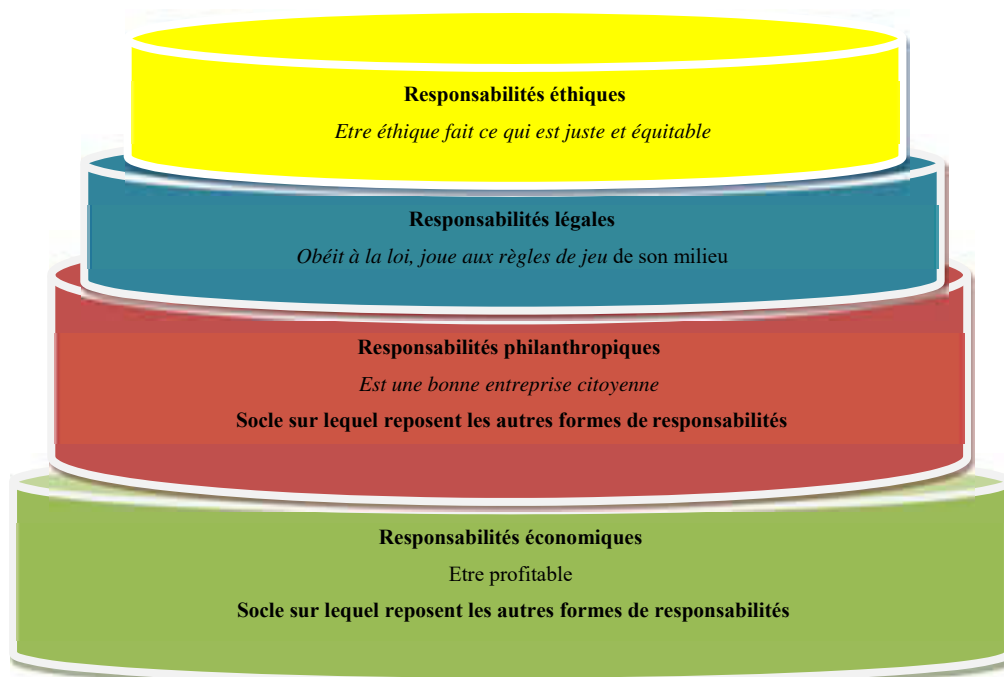 Responsabilités éthiques
Etre éthique fait ce qui est juste et équitable
Responsabilités légales
Obéit à la loi, joue aux règles de jeu de son milieu
Responsabilités philanthropiques
Est une bonne entreprise citoyenne
Socle sur lequel reposent les autres formes de responsabilités
Responsabilités économiques
Etre profitable
Socle sur lequel reposent les autres formes de responsabilités